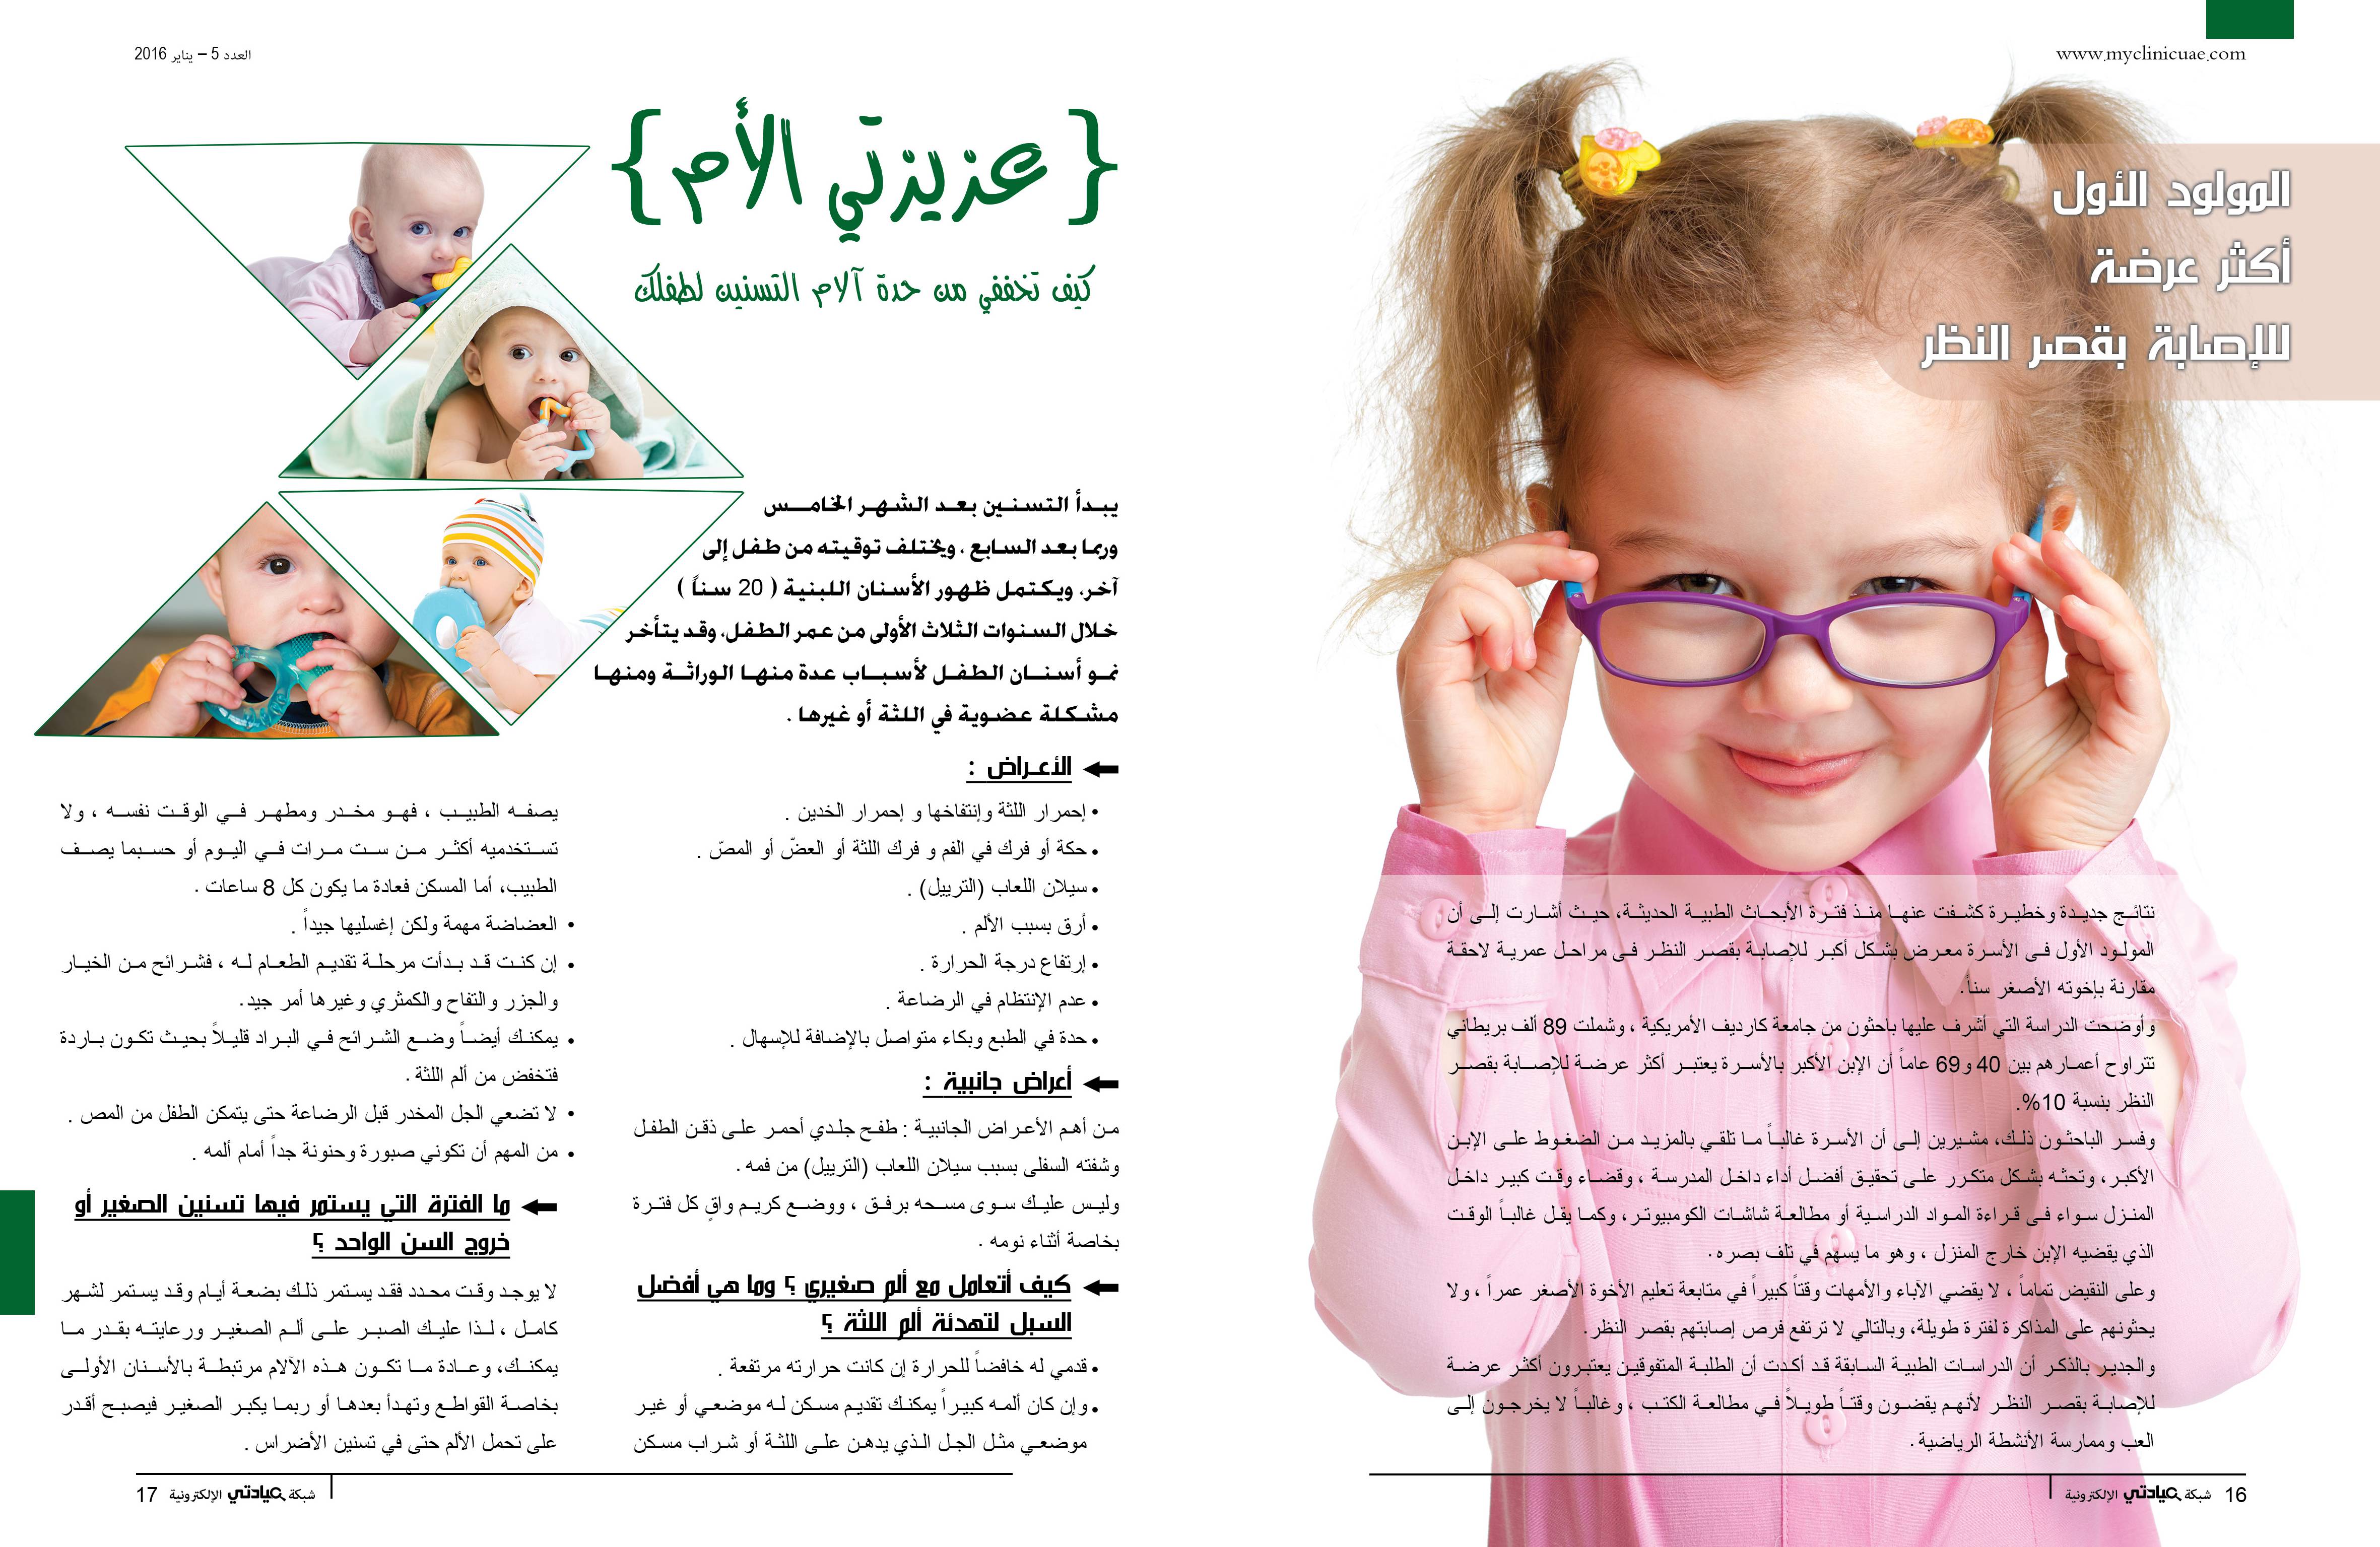 www.myclinicuae.com
المولود الأول
أكثر عرضة
للإصابة بقصر النظر
نتائج جديدة وخطيرة كشفت عنها منذ فترة الأبحاث الطبية الحديثة، حيث أشارت إلى أن
المولود الأول فى الأسرة معرض بشكل أكبر للإصابة بقصر النظر فى مراحل عمرية لاحقة
مقارنة بإخوته الأصغر سناً.
وأوضحت الدراسة التي أشرف عليها باحثون من جامعة كارديف الأمريكية ، وشملت 89 ألف بريطاني
تتراوح أعمارهم بين 40 و69 عاماً أن الإبن الأكبر بالأسرة يعتبر أكثر عرضة للإصابة بقصر
النظر بنسبة 10%.
وفسر الباحثون ذلك، مشيرين إلى أن الأسرة غالباً ما تلقي بالمزيد من الضغوط على الإبن
الأكبر، وتحثه بشكل متكرر على تحقيق أفضل أداء داخل المدرسة ، وقضاء وقت كبير داخل
المنزل سواء فى قراءة المواد الدراسية أو مطالعة شاشات الكومبيوتر، وكما يقل غالباً الوقت
الذي يقضيه الإبن خارج المنزل ، وهو ما يسهم في تلف بصره.
وعلى النقيض تماماً ، لا يقضي الآباء والأمهات وقتاً كبيراً في متابعة تعليم الأخوة الأصغر عمراً ، ولا
يحثونهم على المذاكرة لفترة طويلة، وبالتالي لا ترتفع فرص إصابتهم بقصر النظر.
والجدير بالذكر أن الدراسات الطبية السابقة قد أكدت أن الطلبة المتفوقين يعتبرون أكثر عرضة
للإصابة بقصر النظر لأنهم يقضون وقتاً طويلاً في مطالعة الكتب ، وغالباً لا يخرجون إلى
العب وممارسة الأنشطة الرياضية.
16 شبكة عيادتي الإلكترونية
العدد 5 – يناير 2016
{عزيزتي الأم}
كيف تخففي من حدة آلام التسنين لطفلك
يبدأ التسنين بعد الشهر الخامس
وربما بعد السابع ، ويختلف توقيته من طفل إلى
آخر، ويكتمل ظهور الأسنان اللبنية ( 20 سناً )
خلال السنوات الثلاث الأولى من عمر الطفل، وقد يتأخر
نمو أسنان الطفل لأسباب عدة منها الوراثة ومنها
مشكلة عضوية في اللثة أو غيرها .
الأعراض :
• إحمرار اللثة وإنتفاخها و إحمرار الخدين .
• حكة أو فرك في الفم و فرك اللثة أو العضّ أو المصّ .
• سيلان اللعاب (التربيل) .
• أرق بسبب الألم .
• إرتفاع درجة الحرارة .
• عدم الإنتظام في الرضاعة .
• حدة في الطبع وبكاء متواصل بالإضافة للإسهال .
أعراض جانبية :
من أهم الأعراض الجانبية : طفح جلدي أحمر على ذقن الطفل
وشفته السفلى بسبب سيلان اللعاب (التربيل) من فمه .
وليس عليك سوى مسحه برفق ، ووضع كريم واقٍ كل فترة
بخاصة أثناء نومه .
كيف أتعامل مع ألم صغيري ؟ وما هي أفضل
السبل لتهدئة ألم اللثة ؟
• قدمي له خافضاً للحرارة إن كانت حرارته مرتفعة .
• وإن كان ألمه كبيراً يمكنك تقديم مسكن له موضعي أو غير
موضعي مثل الجل الذي يدهن على اللثة أو شراب مسكن
يصفه الطبيب ، فهو مخدر ومطهر في الوقت نفسه ، ولا
تستخدميه أكثر من ست مرات في اليوم أو حسبما يصف
الطبيب، أما المسكن فعادة ما يكون كل 8 ساعات .
• العضاضة مهمة ولكن إغسليها جيداً .
• إن كنت قد بدأت مرحلة تقديم الطعام له ، فشرائح من الخيار
والجزر والتفاح والكمثري وغيرها أمر جيد.
• يمكنك أيضاً وضع الشرائح في البراد قليلاً بحيث تكون باردة
فتخفض من ألم اللثة .
• لا تضعي الجل المخدر قبل الرضاعة حتى يتمكن الطفل من المص .
• من المهم أن تكوني صبورة وحنونة جداً أمام ألمه .
ما الفترة التي يستمر فيها تسنين الصغير أو
خروج السن الواحد ؟
لا يوجد وقت محدد فقد يستمر ذلك بضعة أيام وقد يستمر لشهر
كامل ، لذا عليك الصبر على ألم الصغير ورعايته بقدر ما
يمكنك، وعادة ما تكون هذه الآلام مرتبطة بالأسنان الأولى
بخاصة القواطع وتهدأ بعدها أو ربما يكبر الصغير فيصبح أقدر
على تحمل الألم حتى في تسنين الأضراس .
شبكة عيادتي الإلكترونية 17